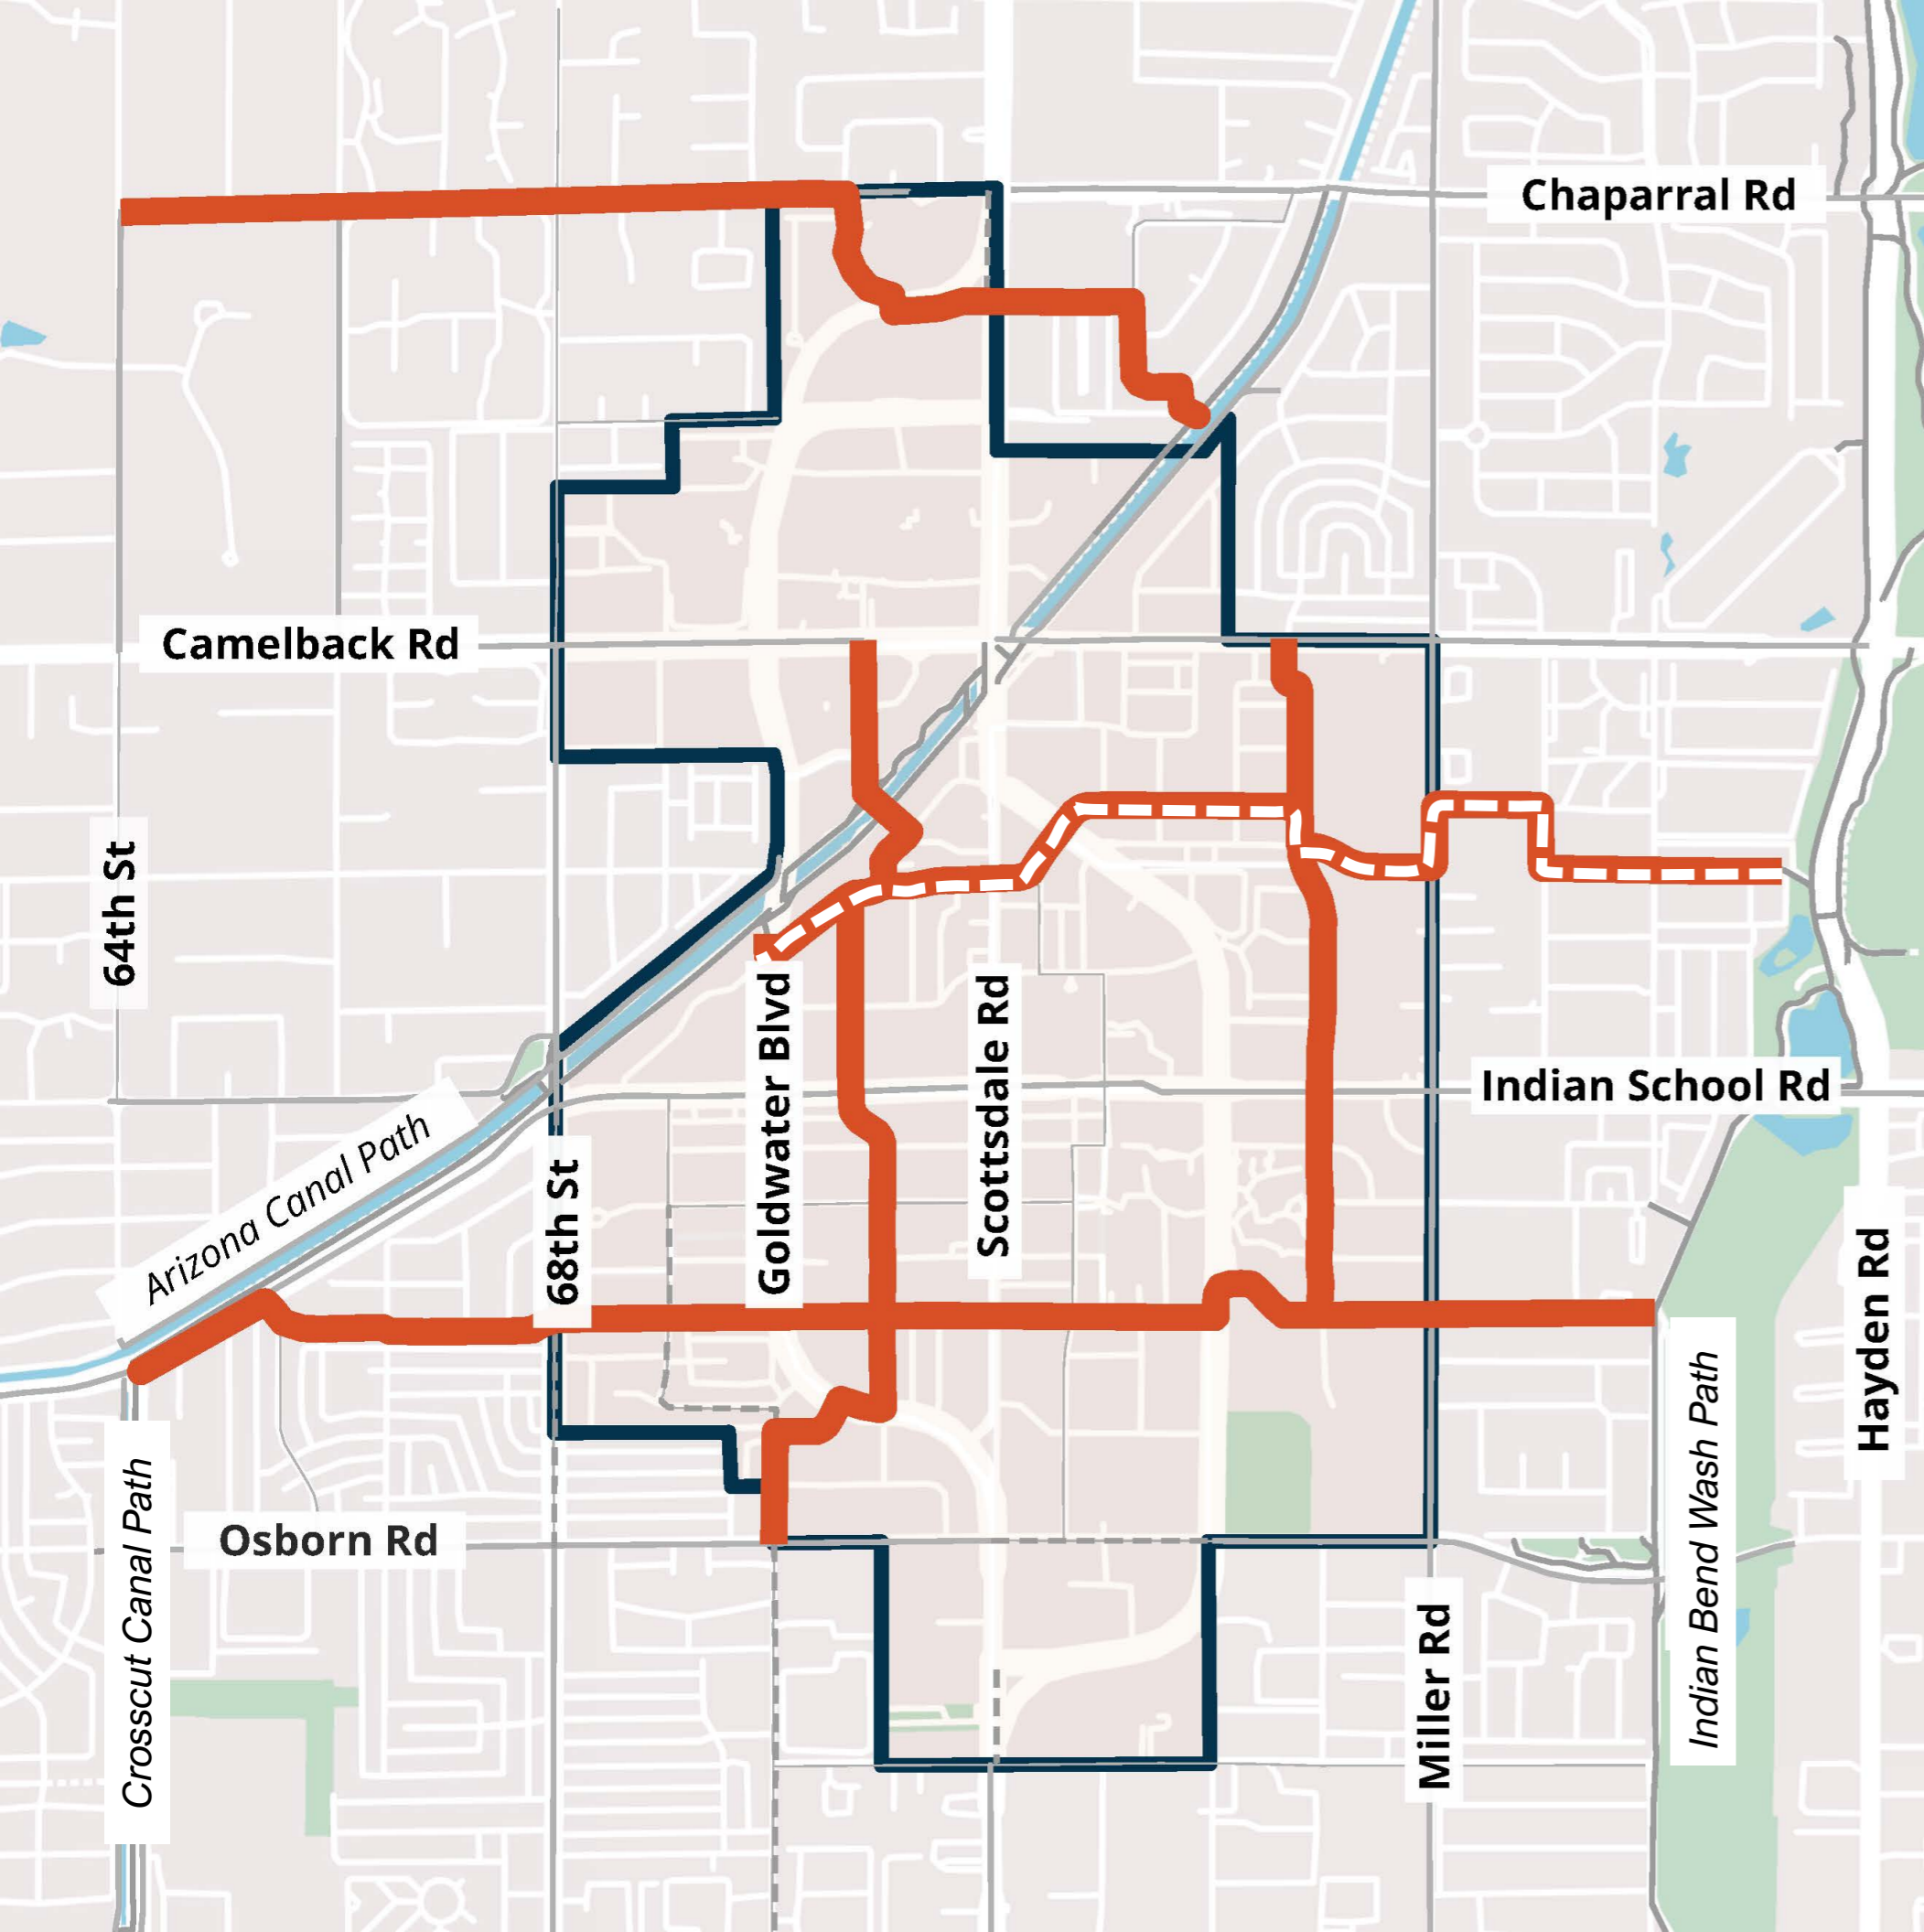 Chaparral Rd
Camelback Rd
64th St
Goldwater Blvd
Scottsdale Rd
Indian School Rd
Arizona Canal Path
68th St
Hayden Rd
Indian Bend Wash Path
Crosscut Canal Path
Osborn Rd
Miller Rd